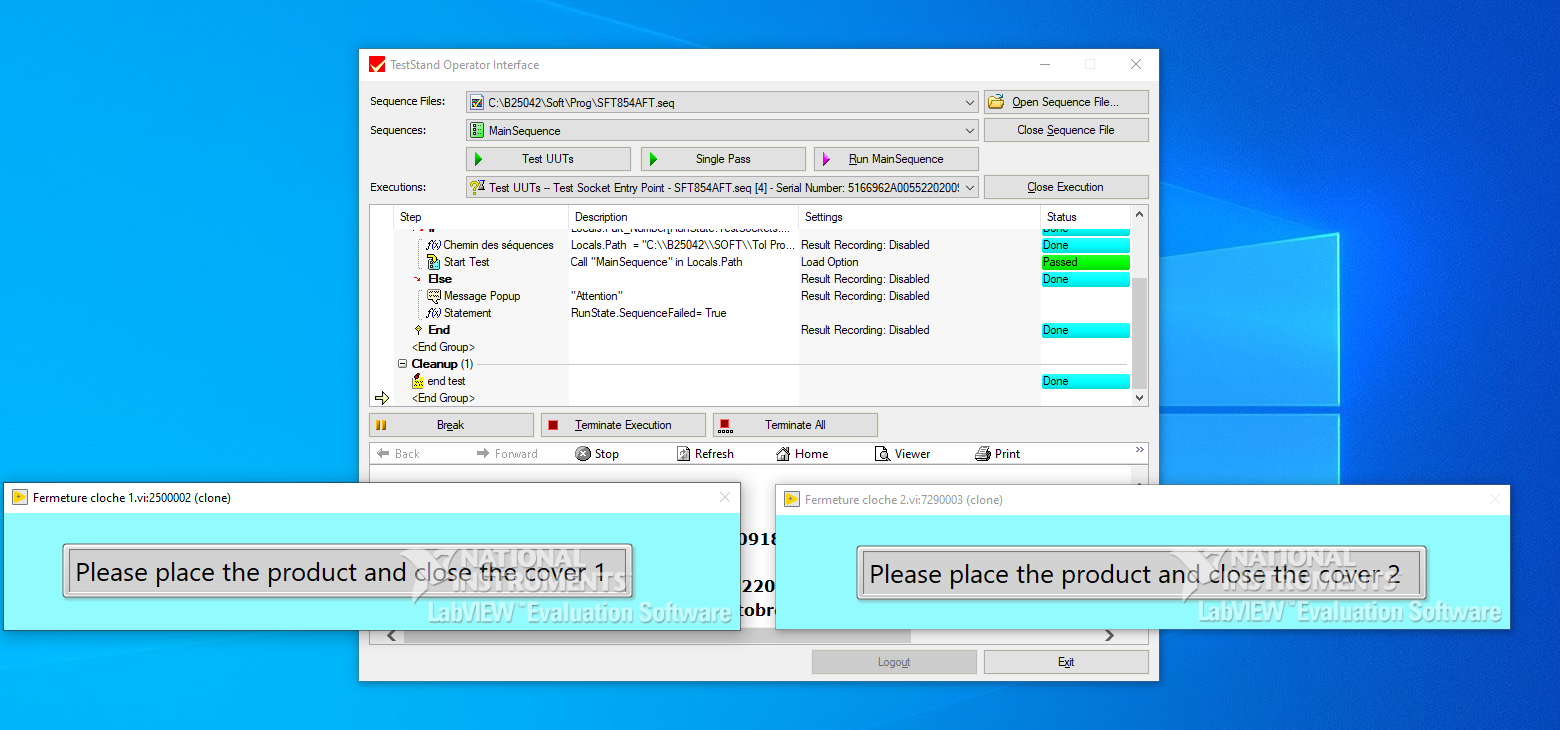 TestStand Operator Interface
Sequence Files: C:\B25042\Soft\Prog\SFT854AFT.seq Open Sequence File...
Sequences: MainSequence Close Sequence File
Test UUTs Single Pass Run MainSequence
Executions: Test UUTs -- Test Socket Entry Point - SFT854AFT.seq [4] - Serial Number: 5166962A0055220200 Close Execution
Step Description Settings Status
Locals.Part_Number[RunState.TestSockets.... Done
f(x) Chemin des séquences Locals.Path = "C:\\B25042\\SOFT\\Tol Pro... Result Recording: Disabled Done
Start Test Call "MainSequence" in Locals.Path Load Option Passed
Else Result Recording: Disabled Done
Message Popup "Attention" Result Recording: Disabled
f(x) Statement RunState.SequenceFailed= True
End Result Recording: Disabled Done
<End Group>
Cleanup (1)
end test Done
<End Group>
Break Terminate Execution Terminate All
Back Forward Stop Refresh Home Viewer Print
Fermeture cloche 1.vi:2500002 (clone)
Please place the product and close the cover 1
NATIONAL
INSTRUMENTS
LabVIEW™ Evaluation Software
0918
220
tobre
Fermeture cloche 2.vi:7290003 (clone)
Please place the product and close the cover 2
NATIONAL
INSTRUMENTS
LabVIEW™ Evaluation Software
Logout Exit